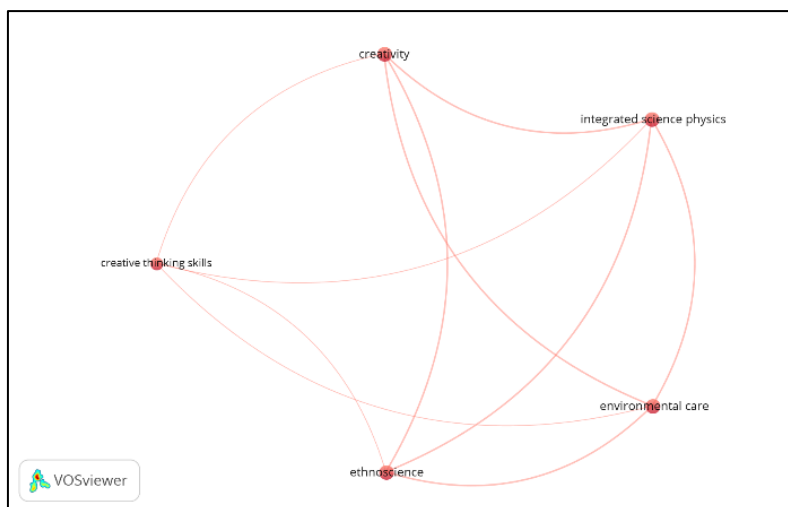 creativity
integrated science physics
creative thinking skills
environmental care
ethnoscience
VOSviewer